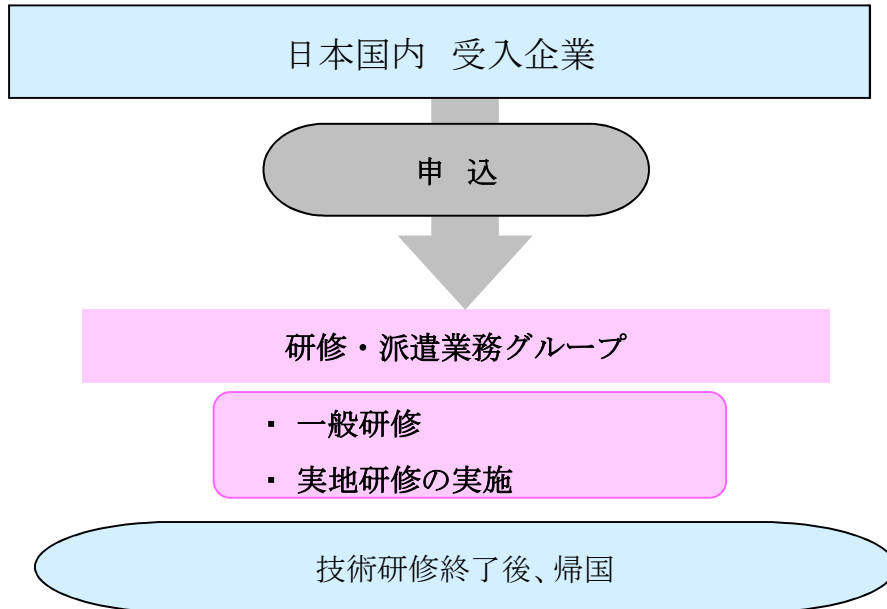 日本国内　受入企業
申　込
研修・派遣業務グループ
・ 一般研修
・ 実地研修の実施
技術研修終了後、帰国